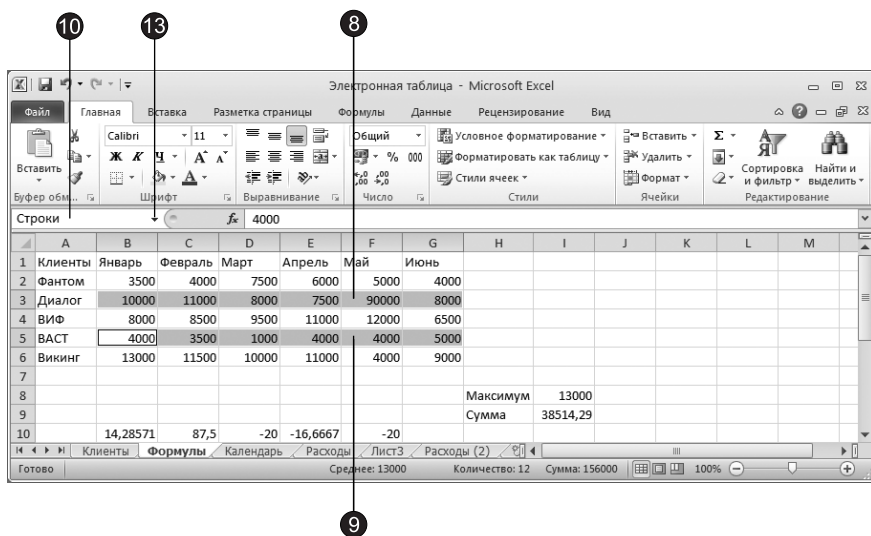 10 13 8
Электронная таблица - Microsoft Excel
Файл Главная Вставка Разметка страницы Формулы Данные Рецензирование Вид
Calibri 11 Общий Условное форматирование Вставить Σ
Вставить Ж К Ч А А % 000 Форматировать как таблицу Удалить Сортировка и фильтр Найти и выделить
А Стили ячеек Формат
Буфер обм... Шрифт Выравнивание Число Стили Ячейки Редактирование
Строки fx 4000
A B C D E F G H I J K L M
1 Клиенты Январь Февраль Март Апрель Май Июнь
2 Фантом 3500 4000 7500 6000 5000 4000
3 Диалог 10000 11000 8000 7500 90000 8000
4 ВИФ 8000 8500 9500 11000 12000 6500
5 ВАСТ 4000 3500 1000 4000 4000 5000
6 Викинг 13000 11500 10000 11000 4000 9000
7
8 Максимум 13000
9 Сумма 38514,29
10 14,28571 87,5 -20 -16,6667 -20
Клиенты Формулы Календарь Расходы Лист3 Расходы (2)
Готово Среднее: 13000 Количество: 12 Сумма: 156000 100%
9